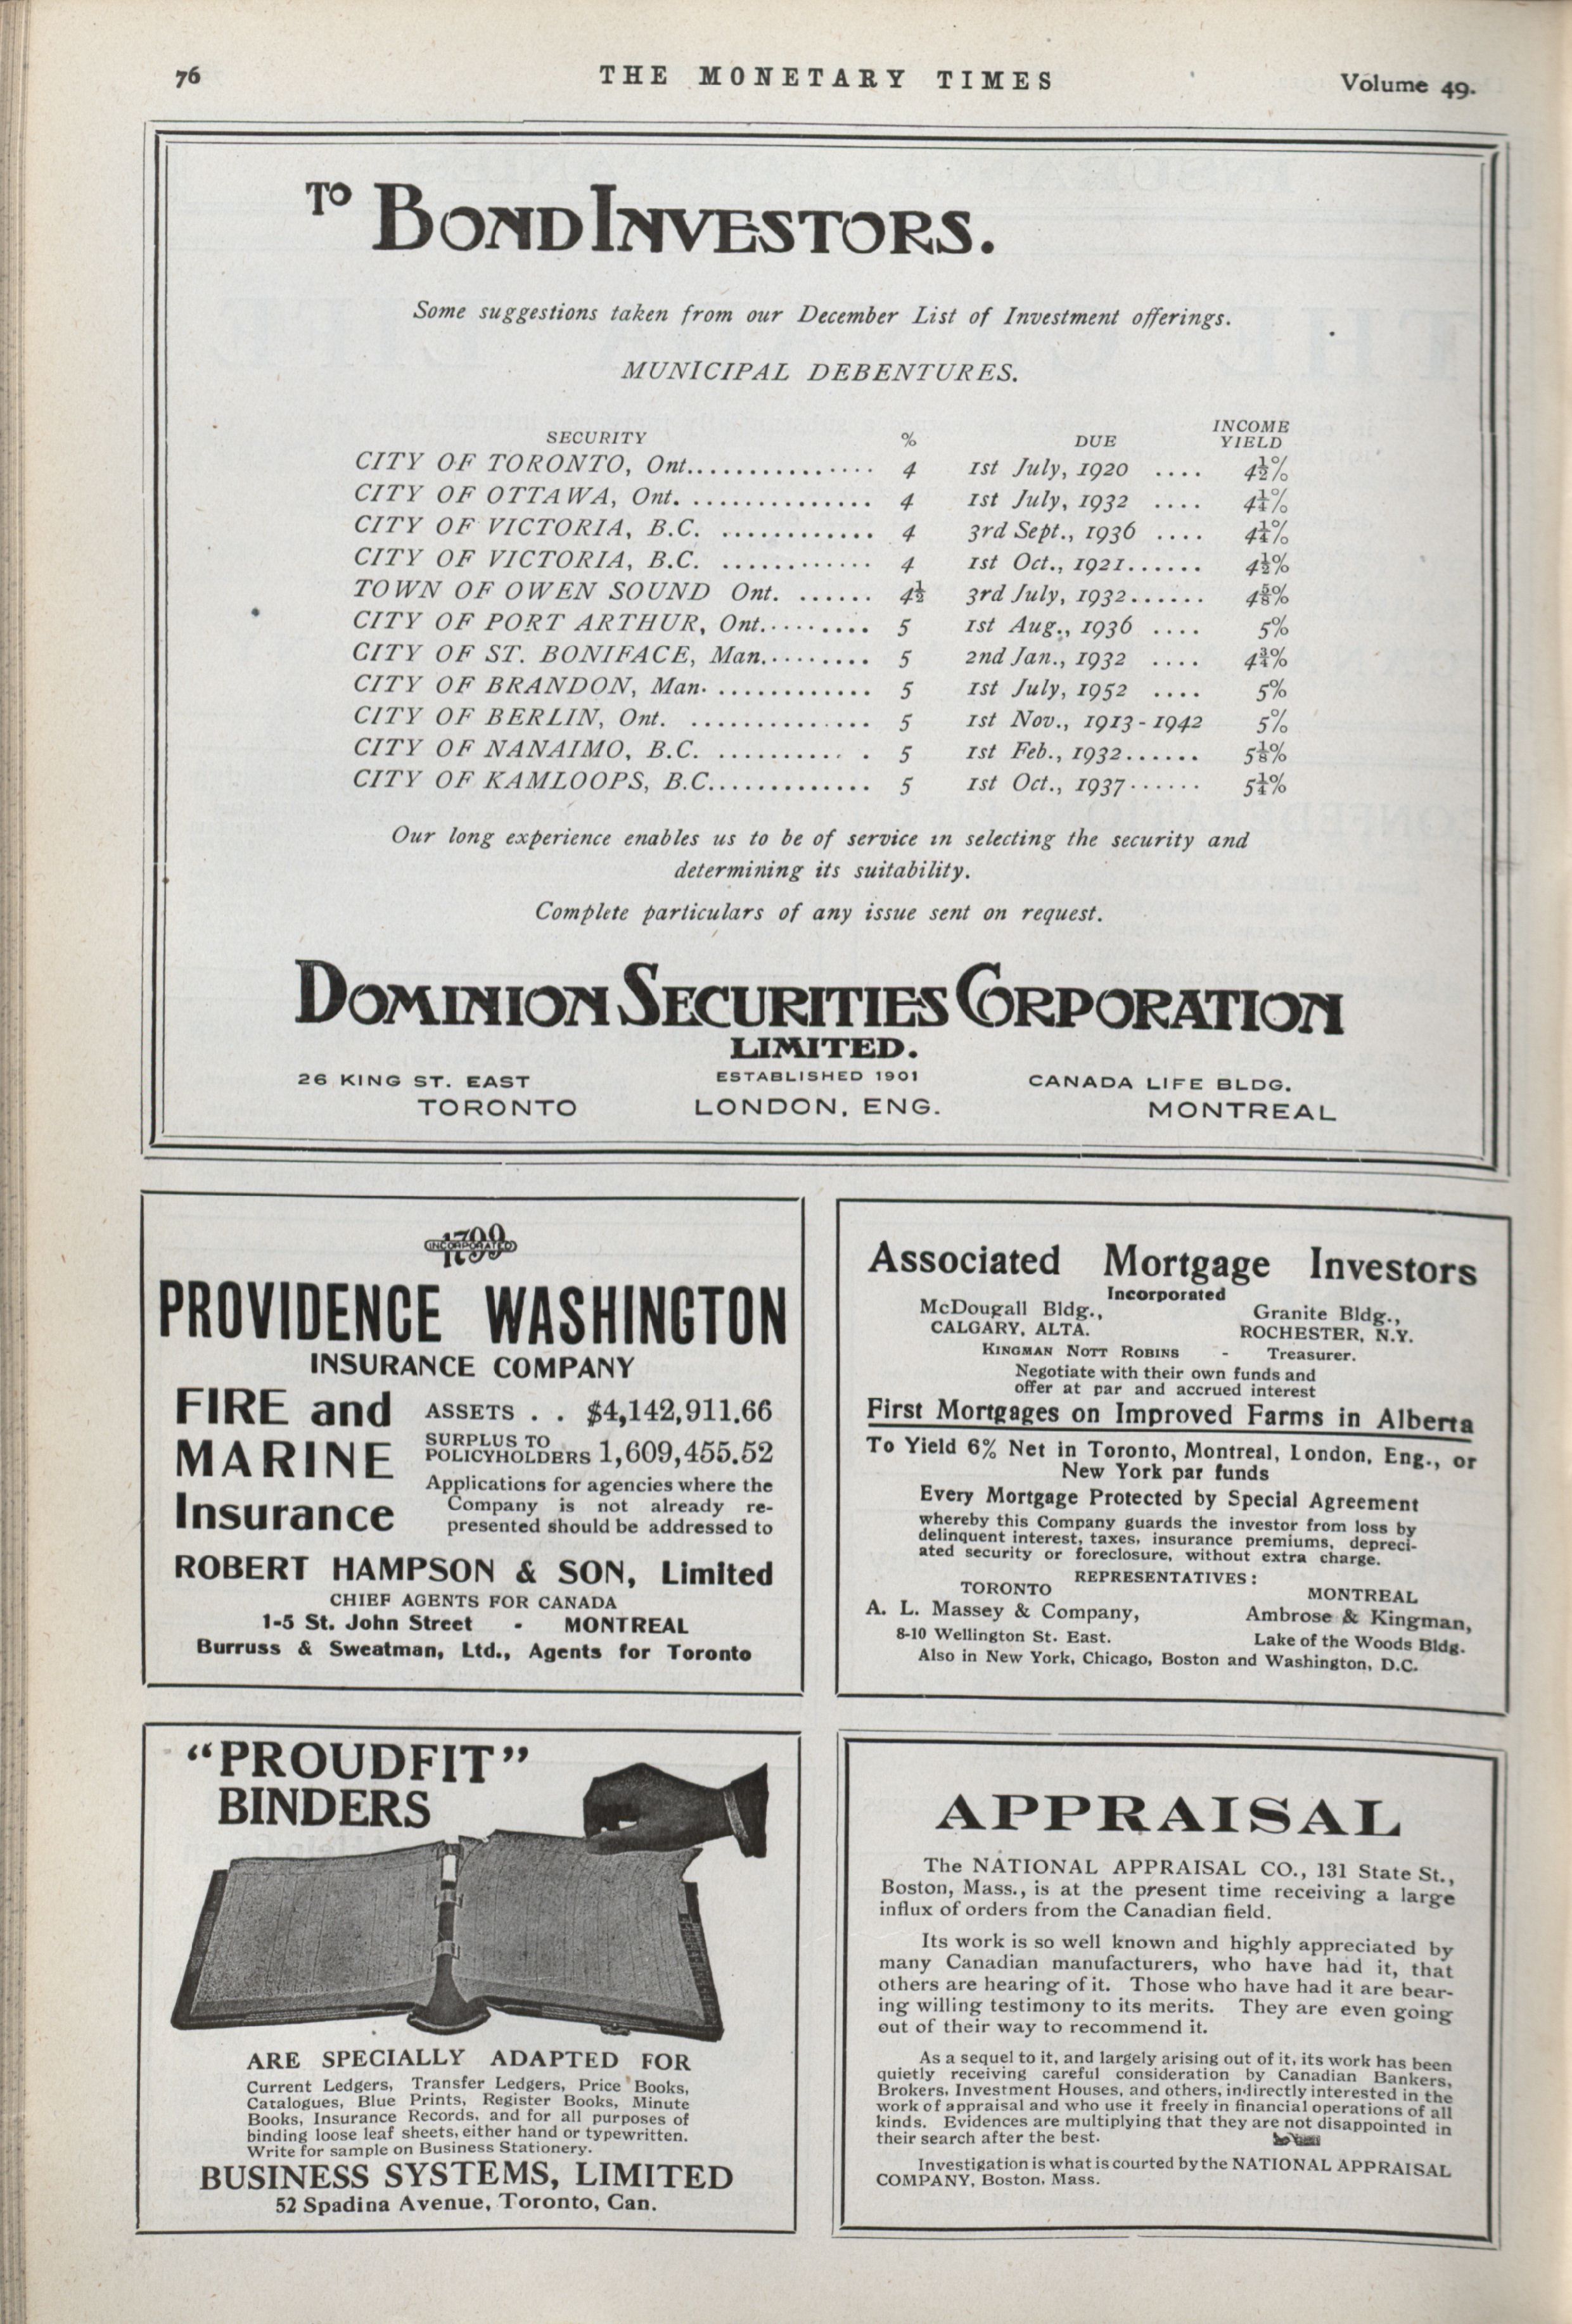 76
THE MONETARY TIMES
Volume 49.
TO BOND INVESTORS.
Some suggestions taken from our December List of Investment offerings.
MUNICIPAL DEBENTURES.
SECURITY % DUE INCOME YIELD
CITY OF TORONTO, Ont................ 4 1st July, 1920 .... 4½%
CITY OF OTTAWA, Ont. ............... 4 1st July, 1932 .... 4¼%
CITY OF VICTORIA, B.C. ............. 4 3rd Sept., 1936 .... 4¼%
CITY OF VICTORIA, B.C. ............. 4 1st Oct., 1921...... 4½%
TOWN OF OWEN SOUND Ont. ...... 4½ 3rd July, 1932...... 4⅝%
CITY OF PORT ARTHUR, Ont......... 5 1st Aug., 1936 .... 5%
CITY OF ST. BONIFACE, Man......... 5 2nd Jan., 1932 .... 4¾%
CITY OF BRANDON, Man. ............. 5 1st July, 1952 .... 5%
CITY OF BERLIN, Ont. ............... 5 1st Nov., 1913-1942 5%
CITY OF NANAIMO, B.C. ........... . 5 1st Feb., 1932...... 5⅛%
CITY OF KAMLOOPS, B.C.............. 5 1st Oct., 1937...... 5¼%
Our long experience enables us to be of service in selecting the security and
determining its suitability.
Complete particulars of any issue sent on request.
DOMINION SECURITIES CORPORATION
LIMITED.
ESTABLISHED 1901
26 KING ST. EAST
TORONTO
LONDON, ENG.
CANADA LIFE BLDG.
MONTREAL
1799
INCORPORATED
PROVIDENCE WASHINGTON
INSURANCE COMPANY
FIRE and
MARINE
Insurance
ASSETS . . $4,142,911.66
SURPLUS TO
POLICYHOLDERS 1,609,455.52
Applications for agencies where the
Company is not already re-
presented should be addressed to
ROBERT HAMPSON & SON, Limited
CHIEF AGENTS FOR CANADA
1-5 St. John Street - MONTREAL
Burruss & Sweatman, Ltd., Agents for Toronto
Associated Mortgage Investors
Incorporated
McDougall Bldg.,
CALGARY, ALTA.
Granite Bldg.,
ROCHESTER, N.Y.
KINGMAN NOTT ROBINS - Treasurer.
Negotiate with their own funds and
offer at par and accrued interest
First Mortgages on Improved Farms in Alberta
To Yield 6% Net in Toronto, Montreal, London, Eng., or
New York par funds
Every Mortgage Protected by Special Agreement
whereby this Company guards the investor from loss by
delinquent interest, taxes, insurance premiums, depreci-
ated security or foreclosure, without extra charge.
REPRESENTATIVES:
TORONTO
A. L. Massey & Company,
8-10 Wellington St. East.
MONTREAL
Ambrose & Kingman,
Lake of the Woods Bldg.
Also in New York, Chicago, Boston and Washington, D.C.
"PROUDFIT"
BINDERS
ARE SPECIALLY ADAPTED FOR
Current Ledgers, Transfer Ledgers, Price Books,
Catalogues, Blue Prints, Register Books, Minute
Books, Insurance Records, and for all purposes of
binding loose leaf sheets, either hand or typewritten.
Write for sample on Business Stationery.
BUSINESS SYSTEMS, LIMITED
52 Spadina Avenue, Toronto, Can.
APPRAISAL
The NATIONAL APPRAISAL CO., 131 State St.,
Boston, Mass., is at the present time receiving a large
influx of orders from the Canadian field.
Its work is so well known and highly appreciated by
many Canadian manufacturers, who have had it, that
others are hearing of it. Those who have had it are bear-
ing willing testimony to its merits. They are even going
out of their way to recommend it.
As a sequel to it, and largely arising out of it, its work has been
quietly receiving careful consideration by Canadian Bankers,
Brokers, Investment Houses, and others, indirectly interested in the
work of appraisal and who use it freely in financial operations of all
kinds. Evidences are multiplying that they are not disappointed in
their search after the best.
Investigation is what is courted by the NATIONAL APPRAISAL
COMPANY, Boston, Mass.